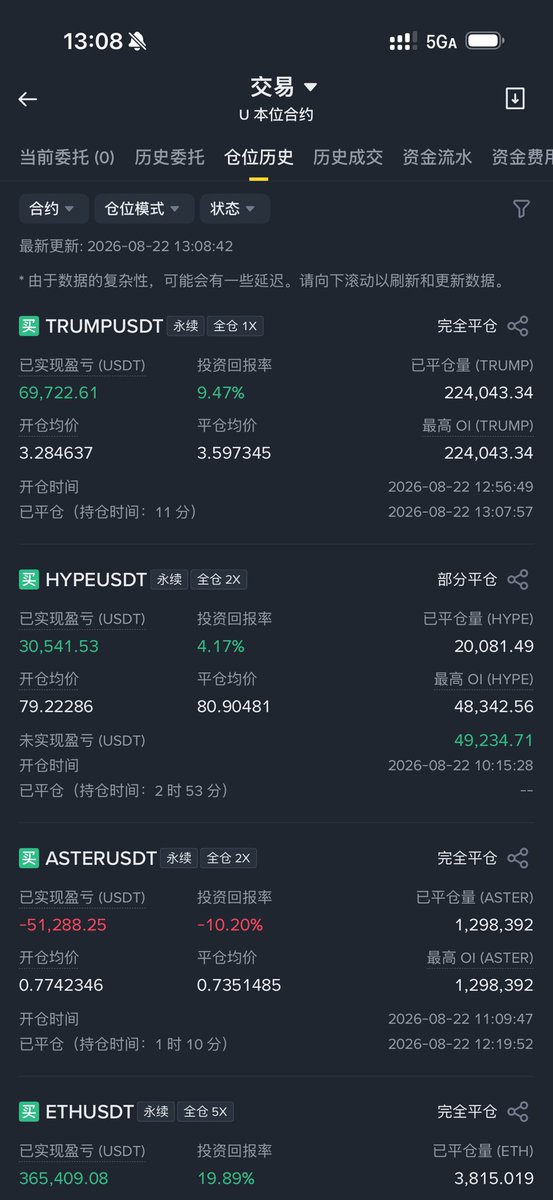 13:08 5GA
交易
U 本位合约
当前委托 (0) 历史委托 仓位历史 历史成交 资金流水 资金费用
合约 仓位模式 状态
最新更新: 2026-08-22 13:08:42
* 由于数据的复杂性，可能会有一些延迟。请向下滚动以刷新和更新数据。
买 TRUMPUSDT 永续 全仓 1X 完全平仓
已实现盈亏 (USDT) 投资回报率 已平仓量 (TRUMP)
69,722.61 9.47% 224,043.34
开仓均价 平仓均价 最高 OI (TRUMP)
3.284637 3.597345 224,043.34
开仓时间 2026-08-22 12:56:49
已平仓（持仓时间：11 分） 2026-08-22 13:07:57
买 HYPEUSDT 永续 全仓 2X 部分平仓
已实现盈亏 (USDT) 投资回报率 已平仓量 (HYPE)
30,541.53 4.17% 20,081.49
开仓均价 平仓均价 最高 OI (HYPE)
79.22286 80.90481 48,342.56
未实现盈亏 (USDT) 49,234.71
开仓时间 2026-08-22 10:15:28
已平仓（持仓时间：2 时 53 分） --
买 ASTERUSDT 永续 全仓 2X 完全平仓
已实现盈亏 (USDT) 投资回报率 已平仓量 (ASTER)
-51,288.25 -10.20% 1,298,392
开仓均价 平仓均价 最高 OI (ASTER)
0.7742346 0.7351485 1,298,392
开仓时间 2026-08-22 11:09:47
已平仓（持仓时间：1 时 10 分） 2026-08-22 12:19:52
买 ETHUSDT 永续 全仓 5X 完全平仓
已实现盈亏 (USDT) 投资回报率 已平仓量 (ETH)
365,409.08 19.89% 3,815.019